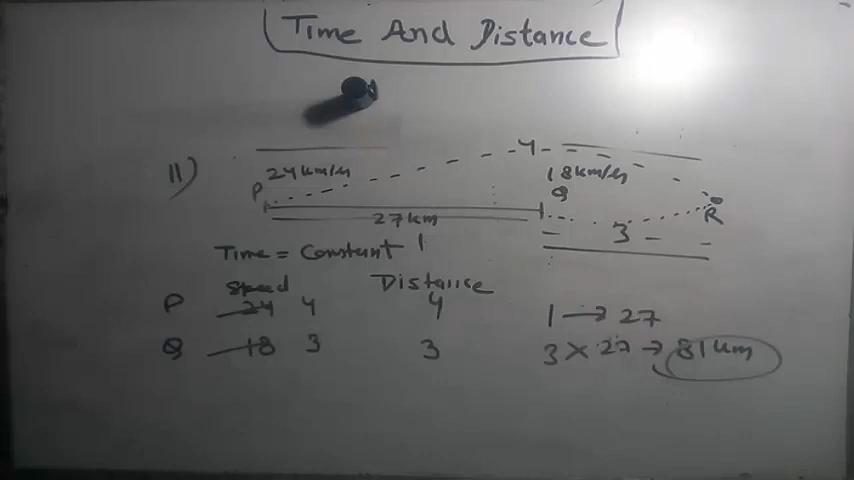 Time And Distance
11)
24km/h 4 18km/h
P Q
27km 3 R
Time = Constant 1
Speed Distance
P 24 4 4 1 → 27
Q 18 3 3 3 × 27 → 81 km